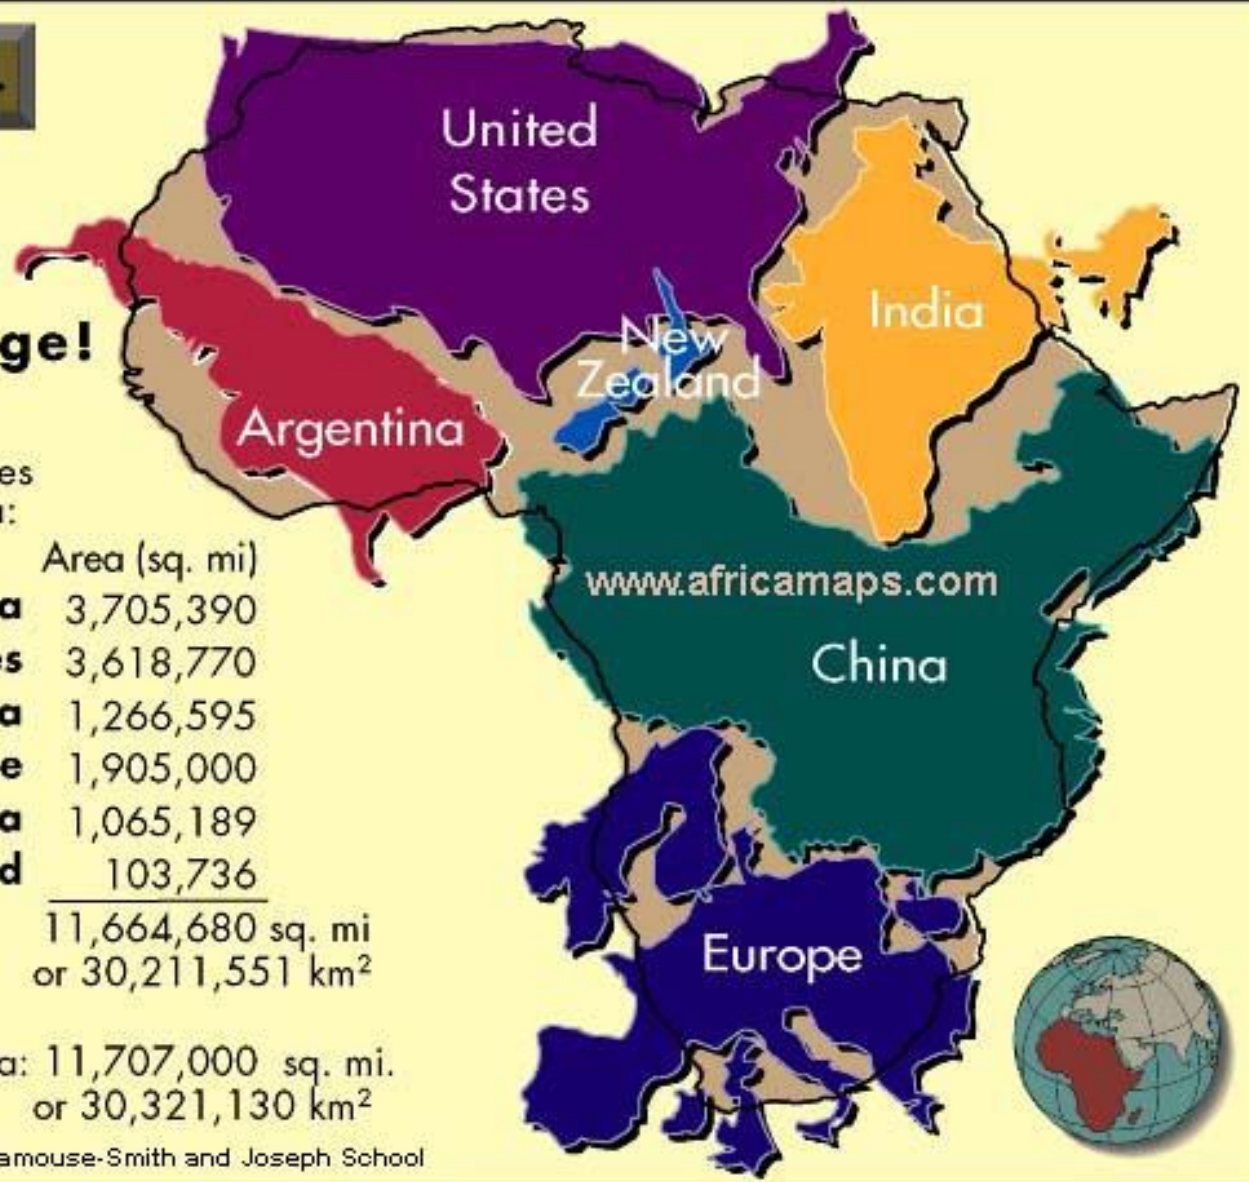 United
States
India
New
Zealand
ge!
Argentina
es
a:
Area (sq. mi)
a 3,705,390
es 3,618,770
a 1,266,595
e 1,905,000
a 1,065,189
d 103,736
11,664,680 sq. mi
or 30,211,551 km²
a: 11,707,000 sq. mi.
or 30,321,130 km²
www.africamaps.com
China
Europe
amouse-Smith and Joseph School